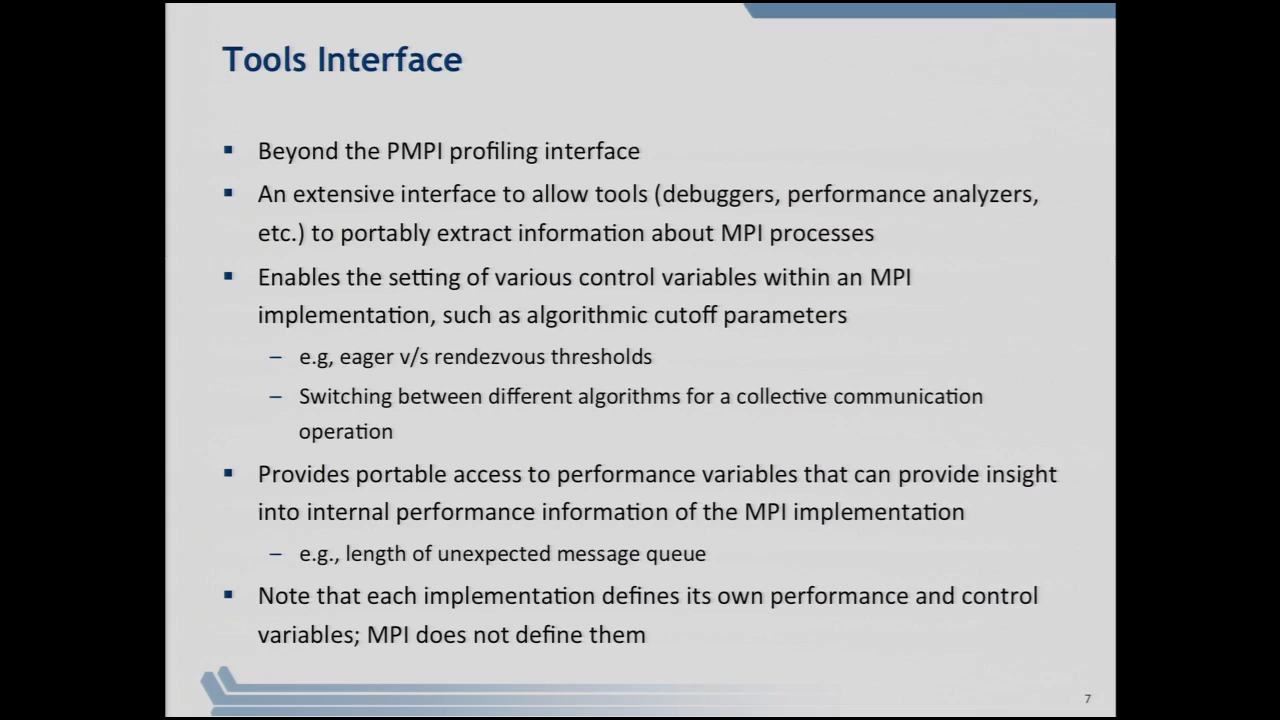 Tools Interface
▪ Beyond the PMPI profiling interface
▪ An extensive interface to allow tools (debuggers, performance analyzers,
etc.) to portably extract information about MPI processes
▪ Enables the setting of various control variables within an MPI
implementation, such as algorithmic cutoff parameters
– e.g, eager v/s rendezvous thresholds
– Switching between different algorithms for a collective communication
operation
▪ Provides portable access to performance variables that can provide insight
into internal performance information of the MPI implementation
– e.g., length of unexpected message queue
▪ Note that each implementation defines its own performance and control
variables; MPI does not define them
7